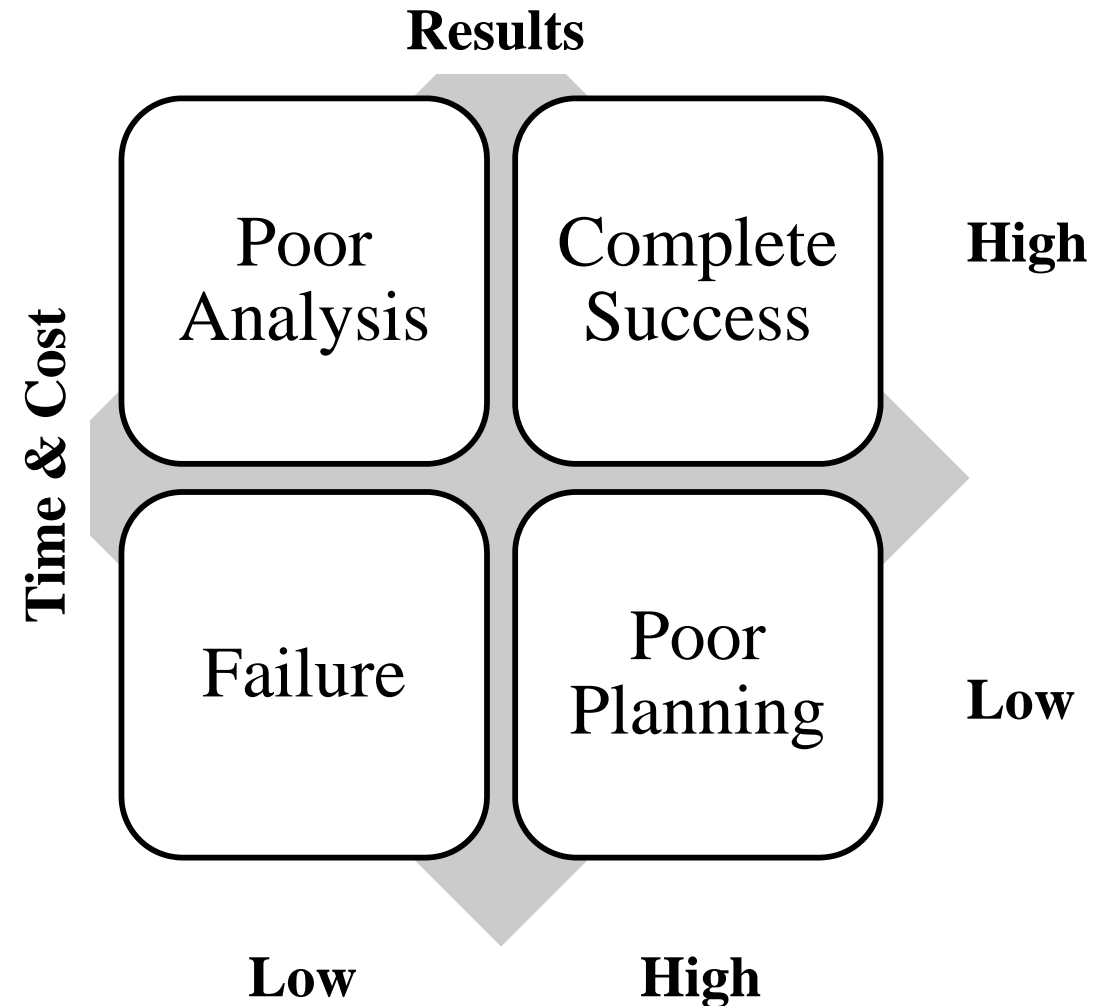 Results
Poor
Analysis
Complete
Success
High
Time & Cost
Failure
Poor
Planning
Low
Low
High